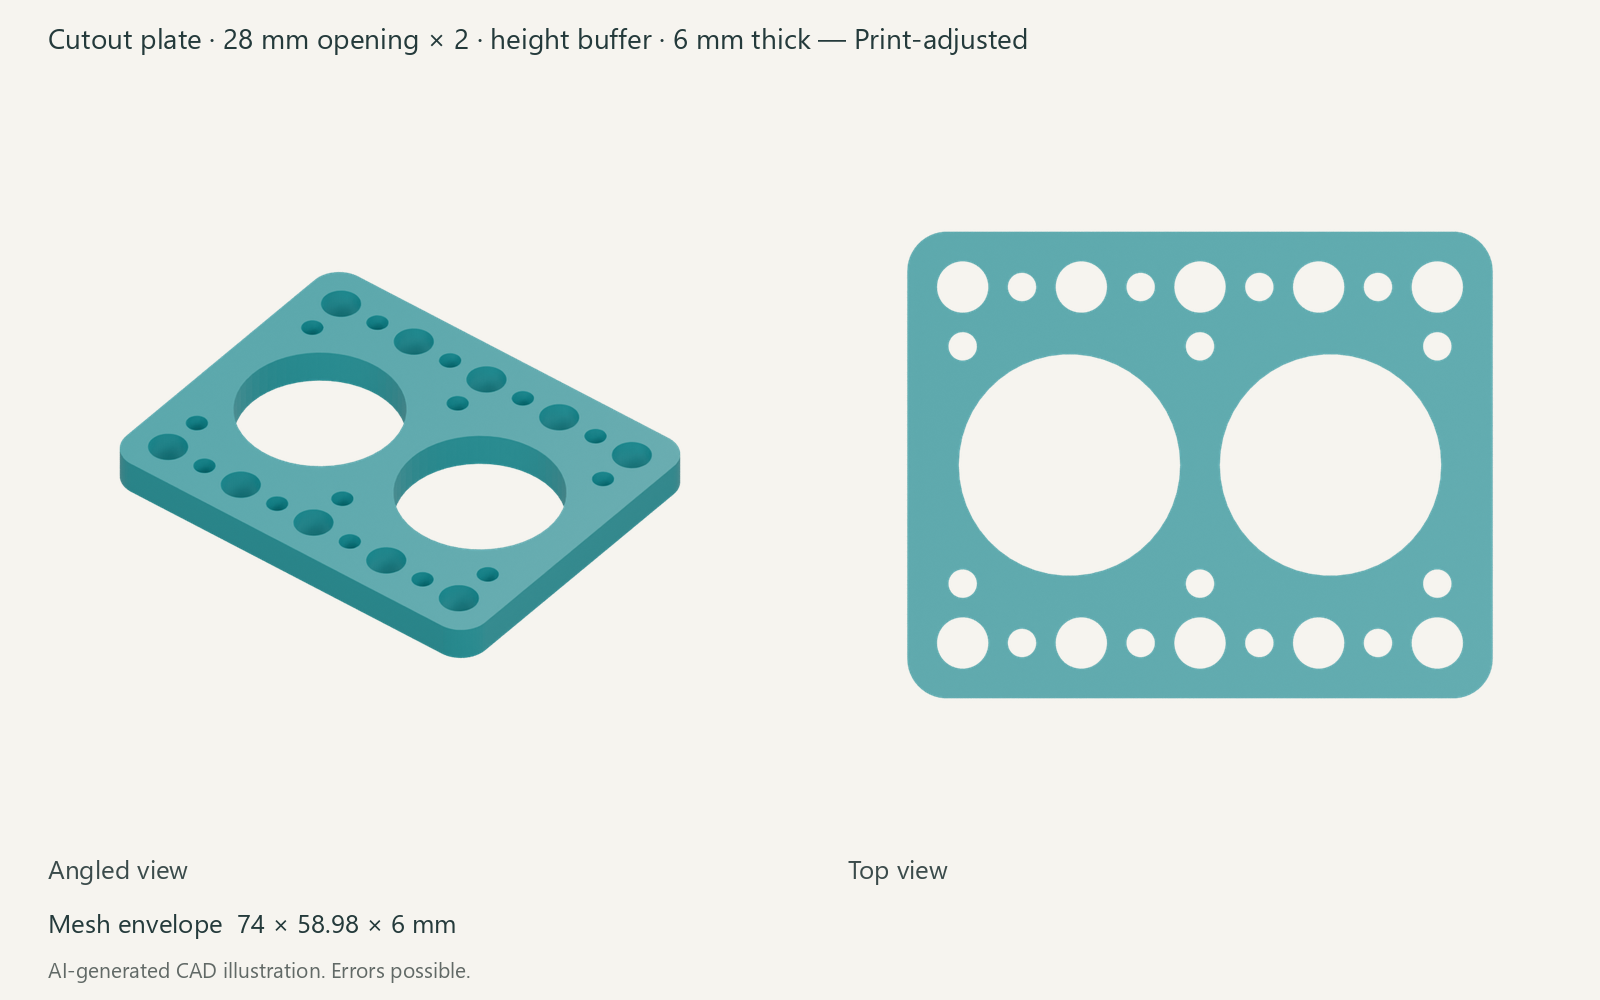 Cutout plate · 28 mm opening × 2 · height buffer · 6 mm thick — Print-adjusted
Angled view
Top view
Mesh envelope 74 × 58.98 × 6 mm
AI-generated CAD illustration. Errors possible.